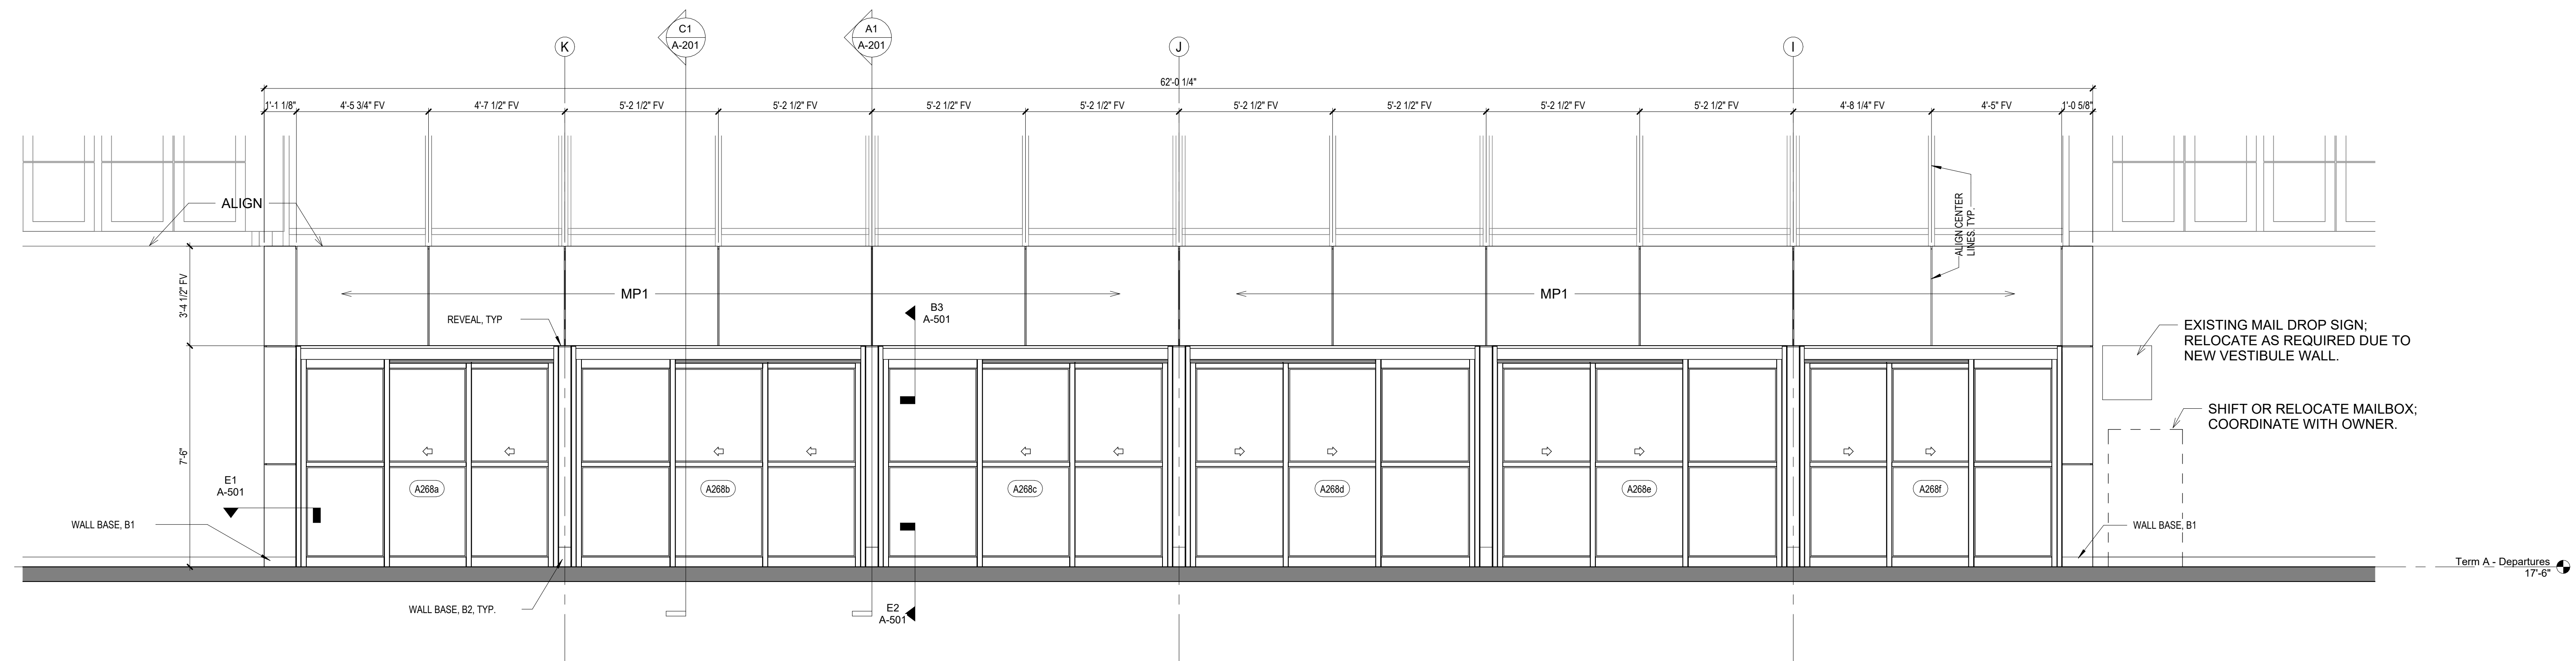 C1
A-201
A1
A-201
K
J
I
62'-0 1/4"
1'-1 1/8"
4'-5 3/4" FV
4'-7 1/2" FV
5'-2 1/2" FV
5'-2 1/2" FV
5'-2 1/2" FV
5'-2 1/2" FV
5'-2 1/2" FV
5'-2 1/2" FV
5'-2 1/2" FV
5'-2 1/2" FV
4'-8 1/4" FV
4'-5" FV
1'-0 5/8"
ALIGN
ALIGN CENTER
LINES. TYP.
3'-4 1/2" FV
MP1
MP1
B3
A-501
REVEAL, TYP
EXISTING MAIL DROP SIGN;
RELOCATE AS REQUIRED DUE TO
NEW VESTIBULE WALL.
SHIFT OR RELOCATE MAILBOX;
COORDINATE WITH OWNER.
7'-6"
E1
A-501
A268a
A268b
A268c
A268d
A268e
A268f
WALL BASE, B1
WALL BASE, B1
Term A - Departures
17'-6"
WALL BASE, B2, TYP.
E2
A-501